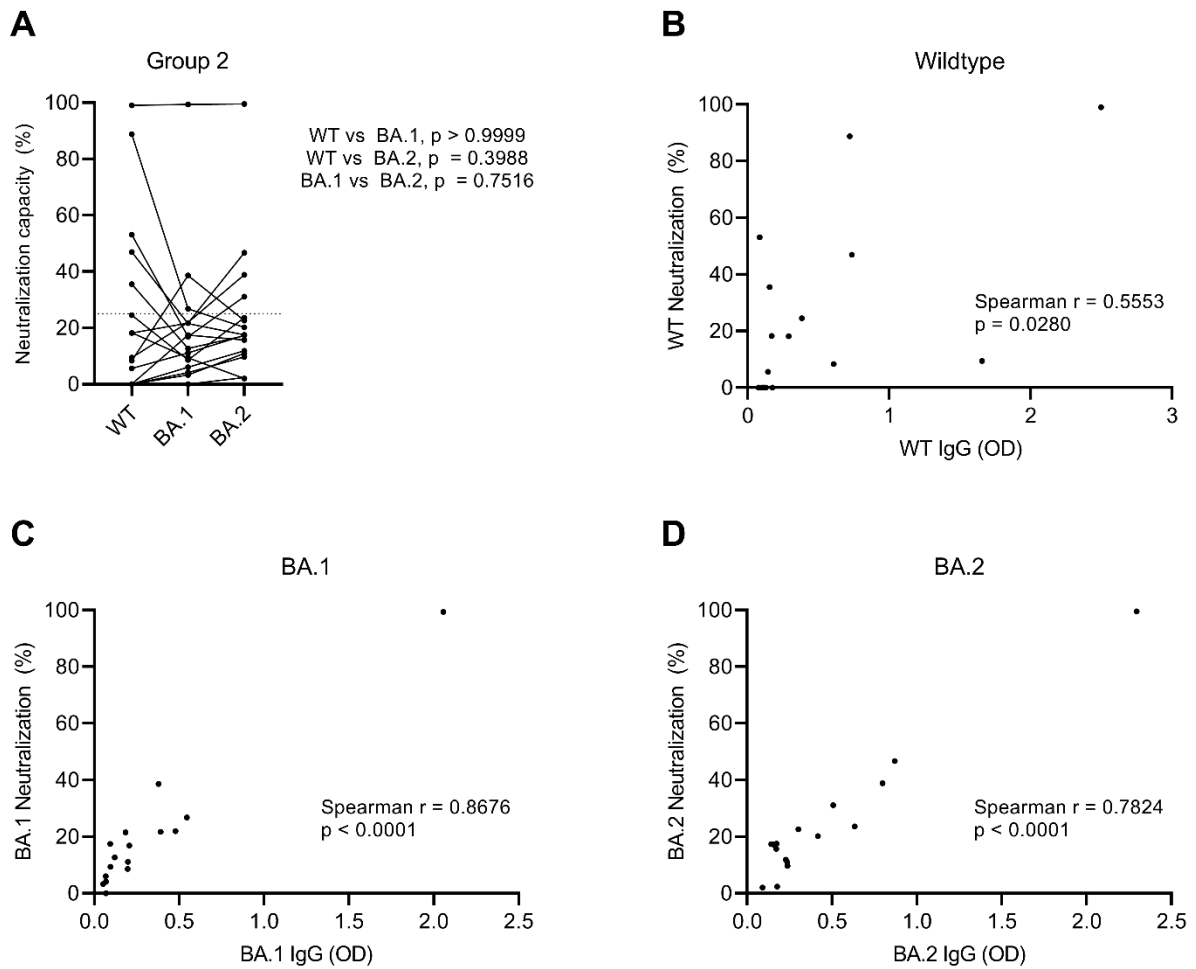 A
Group 2
Neutralization capacity (%)
100
80
60
40
20
0
WT
BA.1
BA.2
WT vs BA.1, p > 0.9999
WT vs BA.2, p = 0.3988
BA.1 vs BA.2, p = 0.7516
B
Wildtype
WT Neutralization (%)
100
80
60
40
20
0
0 1 2 3
WT IgG (OD)
Spearman r = 0.5553
p = 0.0280
C
BA.1
BA.1 Neutralization (%)
100
80
60
40
20
0
0.0 0.5 1.0 1.5 2.0 2.5
BA.1 IgG (OD)
Spearman r = 0.8676
p < 0.0001
D
BA.2
BA.2 Neutralization (%)
100
80
60
40
20
0
0.0 0.5 1.0 1.5 2.0 2.5
BA.2 IgG (OD)
Spearman r = 0.7824
p < 0.0001